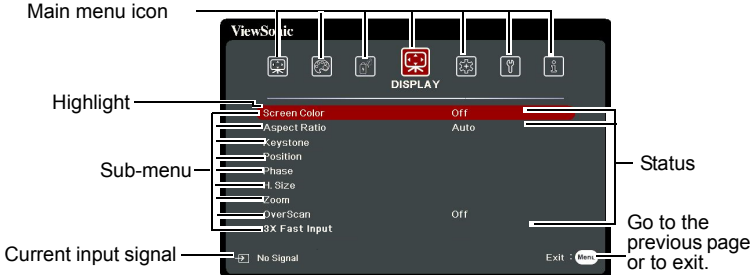 Main menu icon
ViewSonic
DISPLAY
Highlight
Screen Color Off
Aspect Ratio Auto
Keystone
Position
Sub-menu
Phase
Status
H. Size
Zoom
OverScan Off
3X Fast Input
Current input signal
No Signal
Exit : Menu
Go to the
previous page
or to exit.